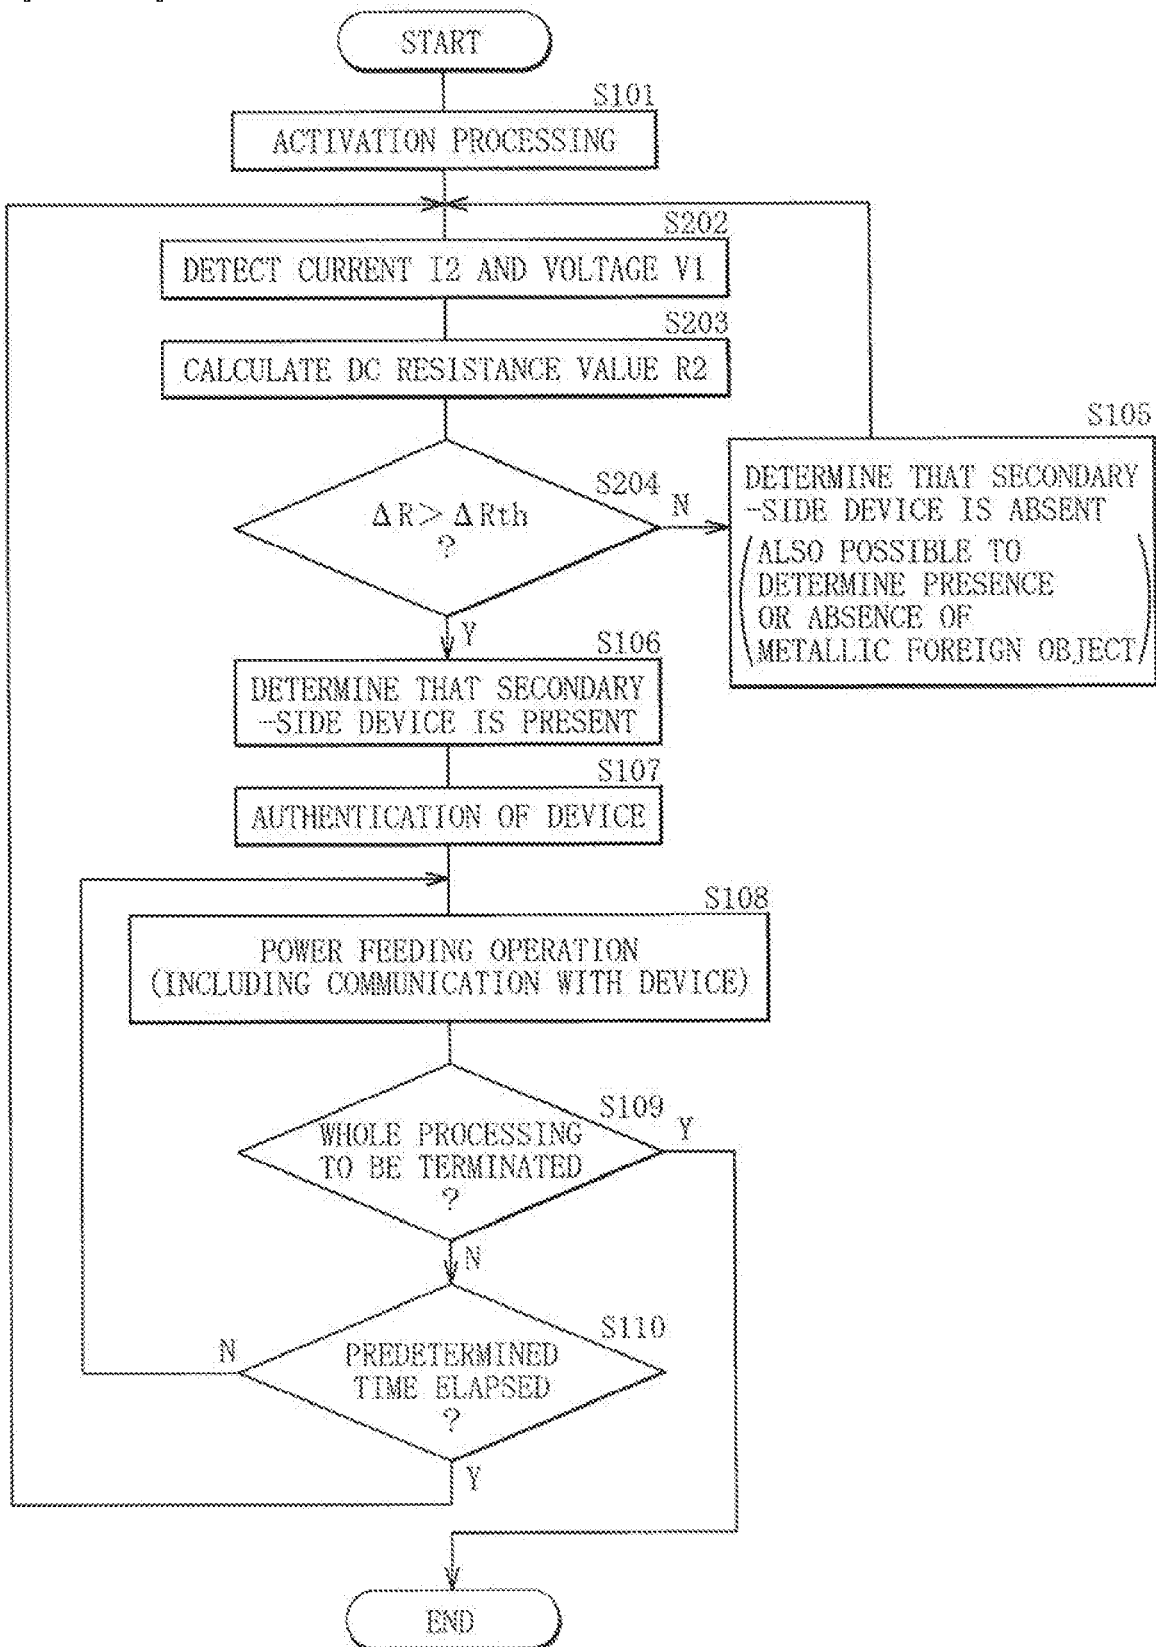 START
S101
ACTIVATION PROCESSING
S202
DETECT CURRENT I2 AND VOLTAGE V1
S203
CALCULATE DC RESISTANCE VALUE R2
S204
ΔR> ΔRth
?
N
Y
S105
DETERMINE THAT SECONDARY
-SIDE DEVICE IS ABSENT
(ALSO POSSIBLE TO
DETERMINE PRESENCE
OR ABSENCE OF
METALLIC FOREIGN OBJECT)
S106
DETERMINE THAT SECONDARY
-SIDE DEVICE IS PRESENT
S107
AUTHENTICATION OF DEVICE
S108
POWER FEEDING OPERATION
(INCLUDING COMMUNICATION WITH DEVICE)
S109
WHOLE PROCESSING
TO BE TERMINATED
?
Y
N
S110
PREDETERMINED
TIME ELAPSED
?
N
Y
END